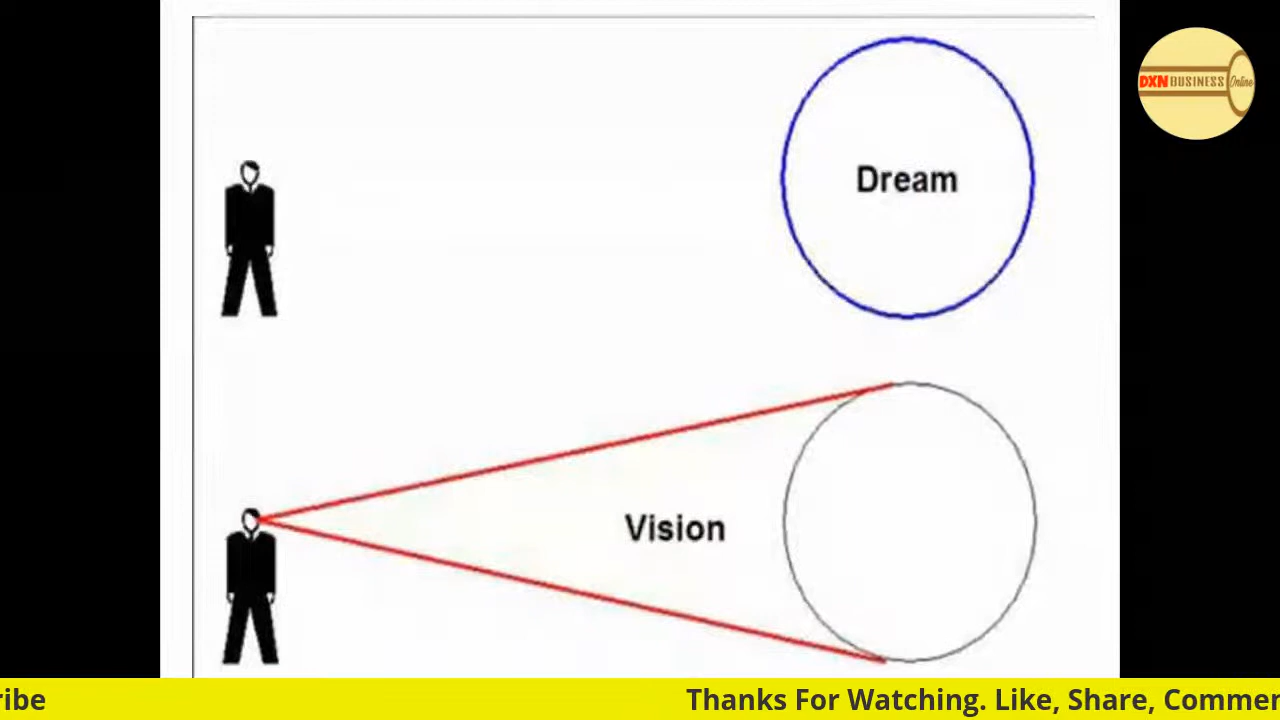 Dream
DXN BUSINESS Online
Vision
ribe
Thanks For Watching. Like, Share, Commer